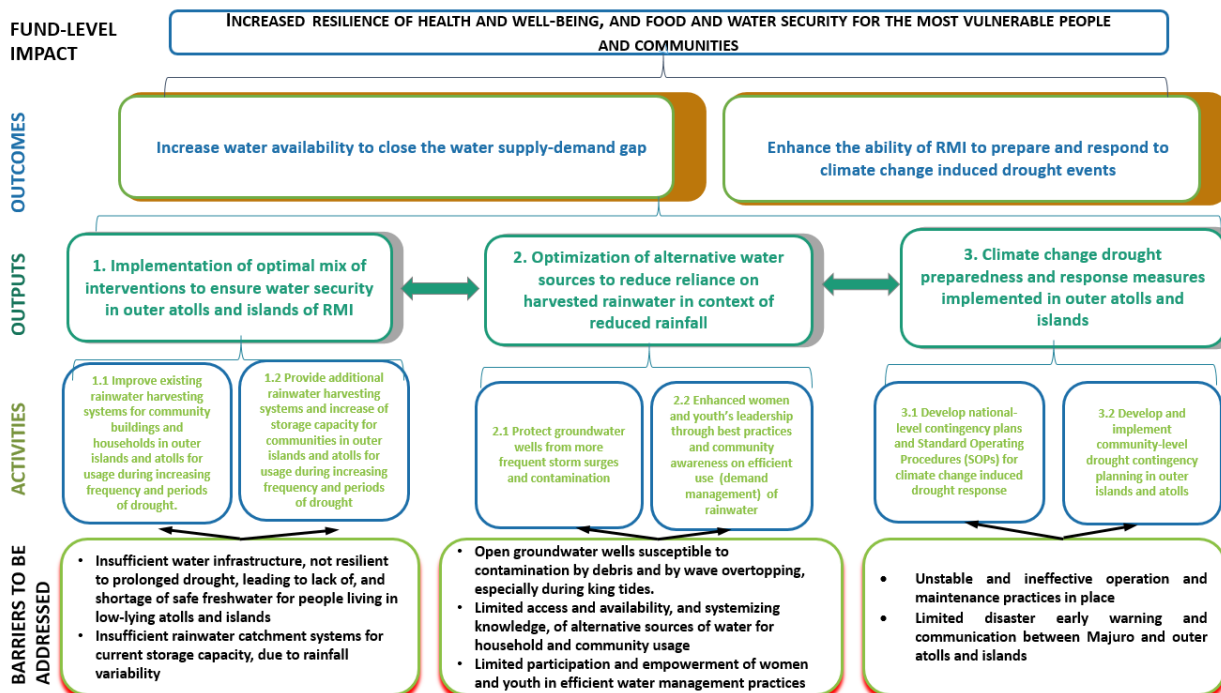 FUND-LEVEL
IMPACT
INCREASED RESILIENCE OF HEALTH AND WELL-BEING, AND FOOD AND WATER SECURITY FOR THE MOST VULNERABLE PEOPLE
AND COMMUNITIES
OUTCOMES
Increase water availability to close the water supply-demand gap
Enhance the ability of RMI to prepare and respond to
climate change induced drought events
OUTPUTS
1. Implementation of optimal mix of
interventions to ensure water security
in outer atolls and islands of RMI
2. Optimization of alternative water
sources to reduce reliance on
harvested rainwater in context of
reduced rainfall
3. Climate change drought
preparedness and response measures
implemented in outer atolls and
islands
ACTIVITIES
1.1 Improve existing
rainwater harvesting
systems for community
buildings and
households in outer
islands and atolls for
usage during increasing
frequency and periods
of drought.
1.2 Provide additional
rainwater harvesting
systems and increase of
storage capacity for
communities in outer
islands and atolls for
usage during increasing
frequency and periods
of drought
2.1 Protect groundwater
wells from more
frequent storm surges
and contamination
2.2 Enhanced women
and youth's leadership
through best practices
and community
awareness on efficient
use (demand
management) of
rainwater
3.1 Develop national-
level contingency plans
and Standard Operating
Procedures (SOPs) for
climate change induced
drought response
3.2 Develop and
implement
community-level
drought contingency
planning in outer
islands and atolls
BARRIERS TO BE
ADDRESSED
• Insufficient water infrastructure, not resilient
to prolonged drought, leading to lack of, and
shortage of safe freshwater for people living in
low-lying atolls and islands
• Insufficient rainwater catchment systems for
current storage capacity, due to rainfall
variability
• Open groundwater wells susceptible to
contamination by debris and by wave overtopping,
especially during king tides.
• Limited access and availability, and systemizing
knowledge, of alternative sources of water for
household and community usage
• Limited participation and empowerment of women
and youth in efficient water management practices
• Unstable and ineffective operation and
maintenance practices in place
• Limited disaster early warning and
communication between Majuro and outer
atolls and islands